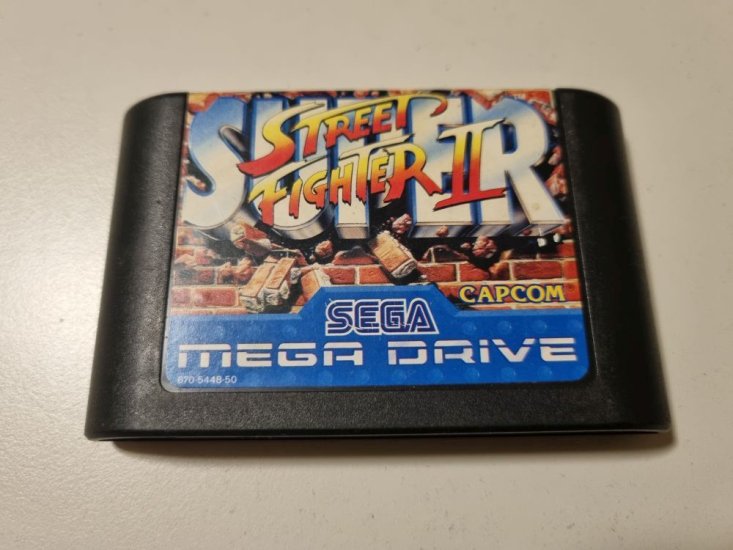 SUPER
STREET
FIGHTER II
CAPCOM
SEGA
MEGA DRIVE
670-5448-50